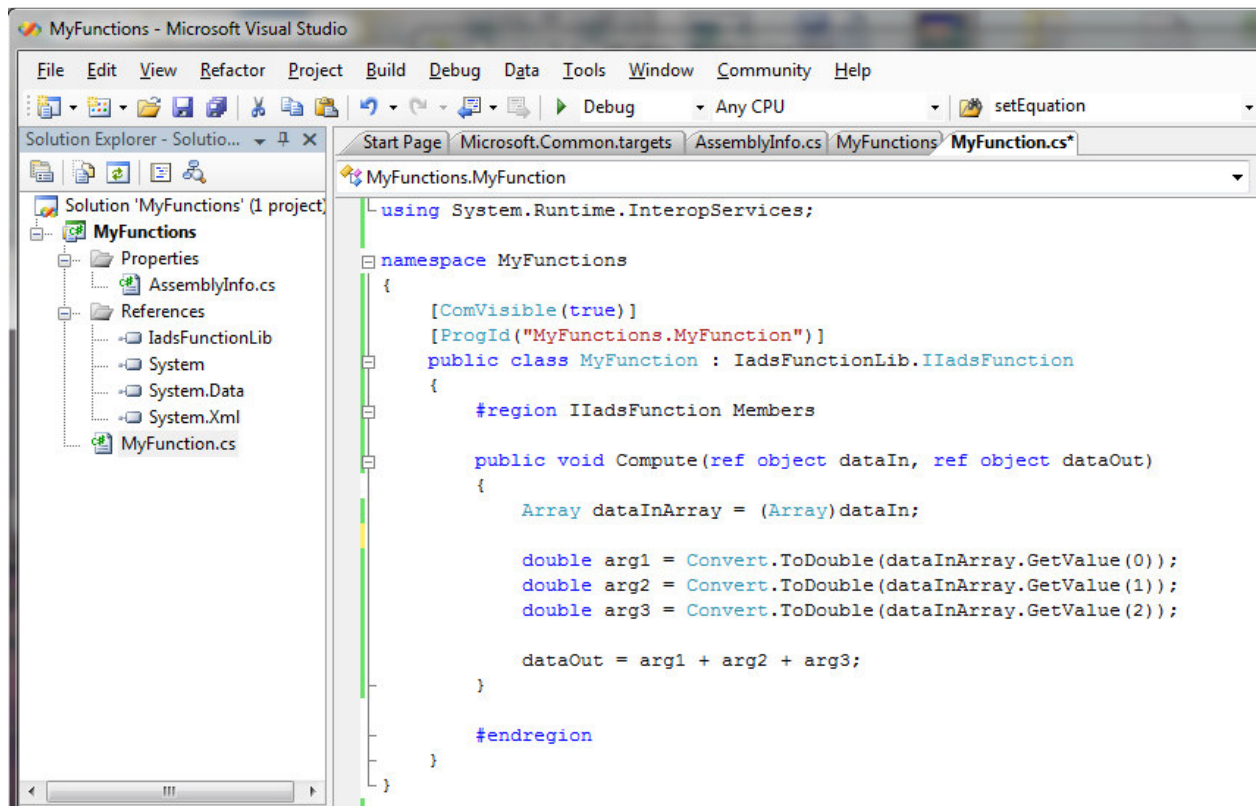 MyFunctions - Microsoft Visual Studio
File Edit View Refactor Project Build Debug Data Tools Window Community Help
Debug Any CPU setEquation
Solution Explorer - Solutio...
Start Page Microsoft.Common.targets AssemblyInfo.cs MyFunctions MyFunction.cs*
MyFunctions.MyFunction
Solution 'MyFunctions' (1 project)
MyFunctions
Properties
AssemblyInfo.cs
References
IadsFunctionLib
System
System.Data
System.Xml
MyFunction.cs
using System.Runtime.InteropServices;
namespace MyFunctions
{
[ComVisible(true)]
[ProgId("MyFunctions.MyFunction")]
public class MyFunction : IadsFunctionLib.IIadsFunction
{
#region IIadsFunction Members
public void Compute(ref object dataIn, ref object dataOut)
{
Array dataInArray = (Array)dataIn;
double arg1 = Convert.ToDouble(dataInArray.GetValue(0));
double arg2 = Convert.ToDouble(dataInArray.GetValue(1));
double arg3 = Convert.ToDouble(dataInArray.GetValue(2));
dataOut = arg1 + arg2 + arg3;
}
#endregion
}
}